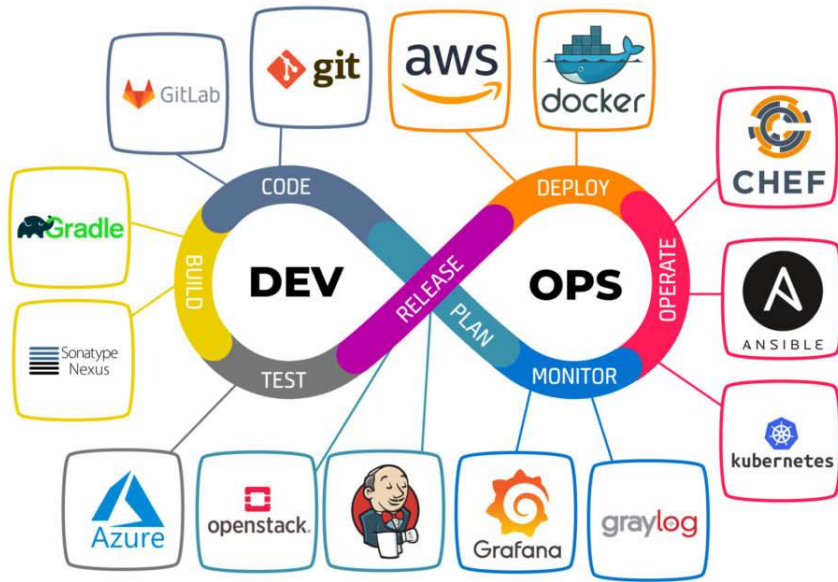 GitLab
git
aws
docker
CHEF
Gradle
CODE
DEPLOY
BUILD
DEV
RELEASE
PLAN
OPS
OPERATE
ANSIBLE
Sonatype
Nexus
TEST
MONITOR
kubernetes
Azure
openstack.
Grafana
graylog